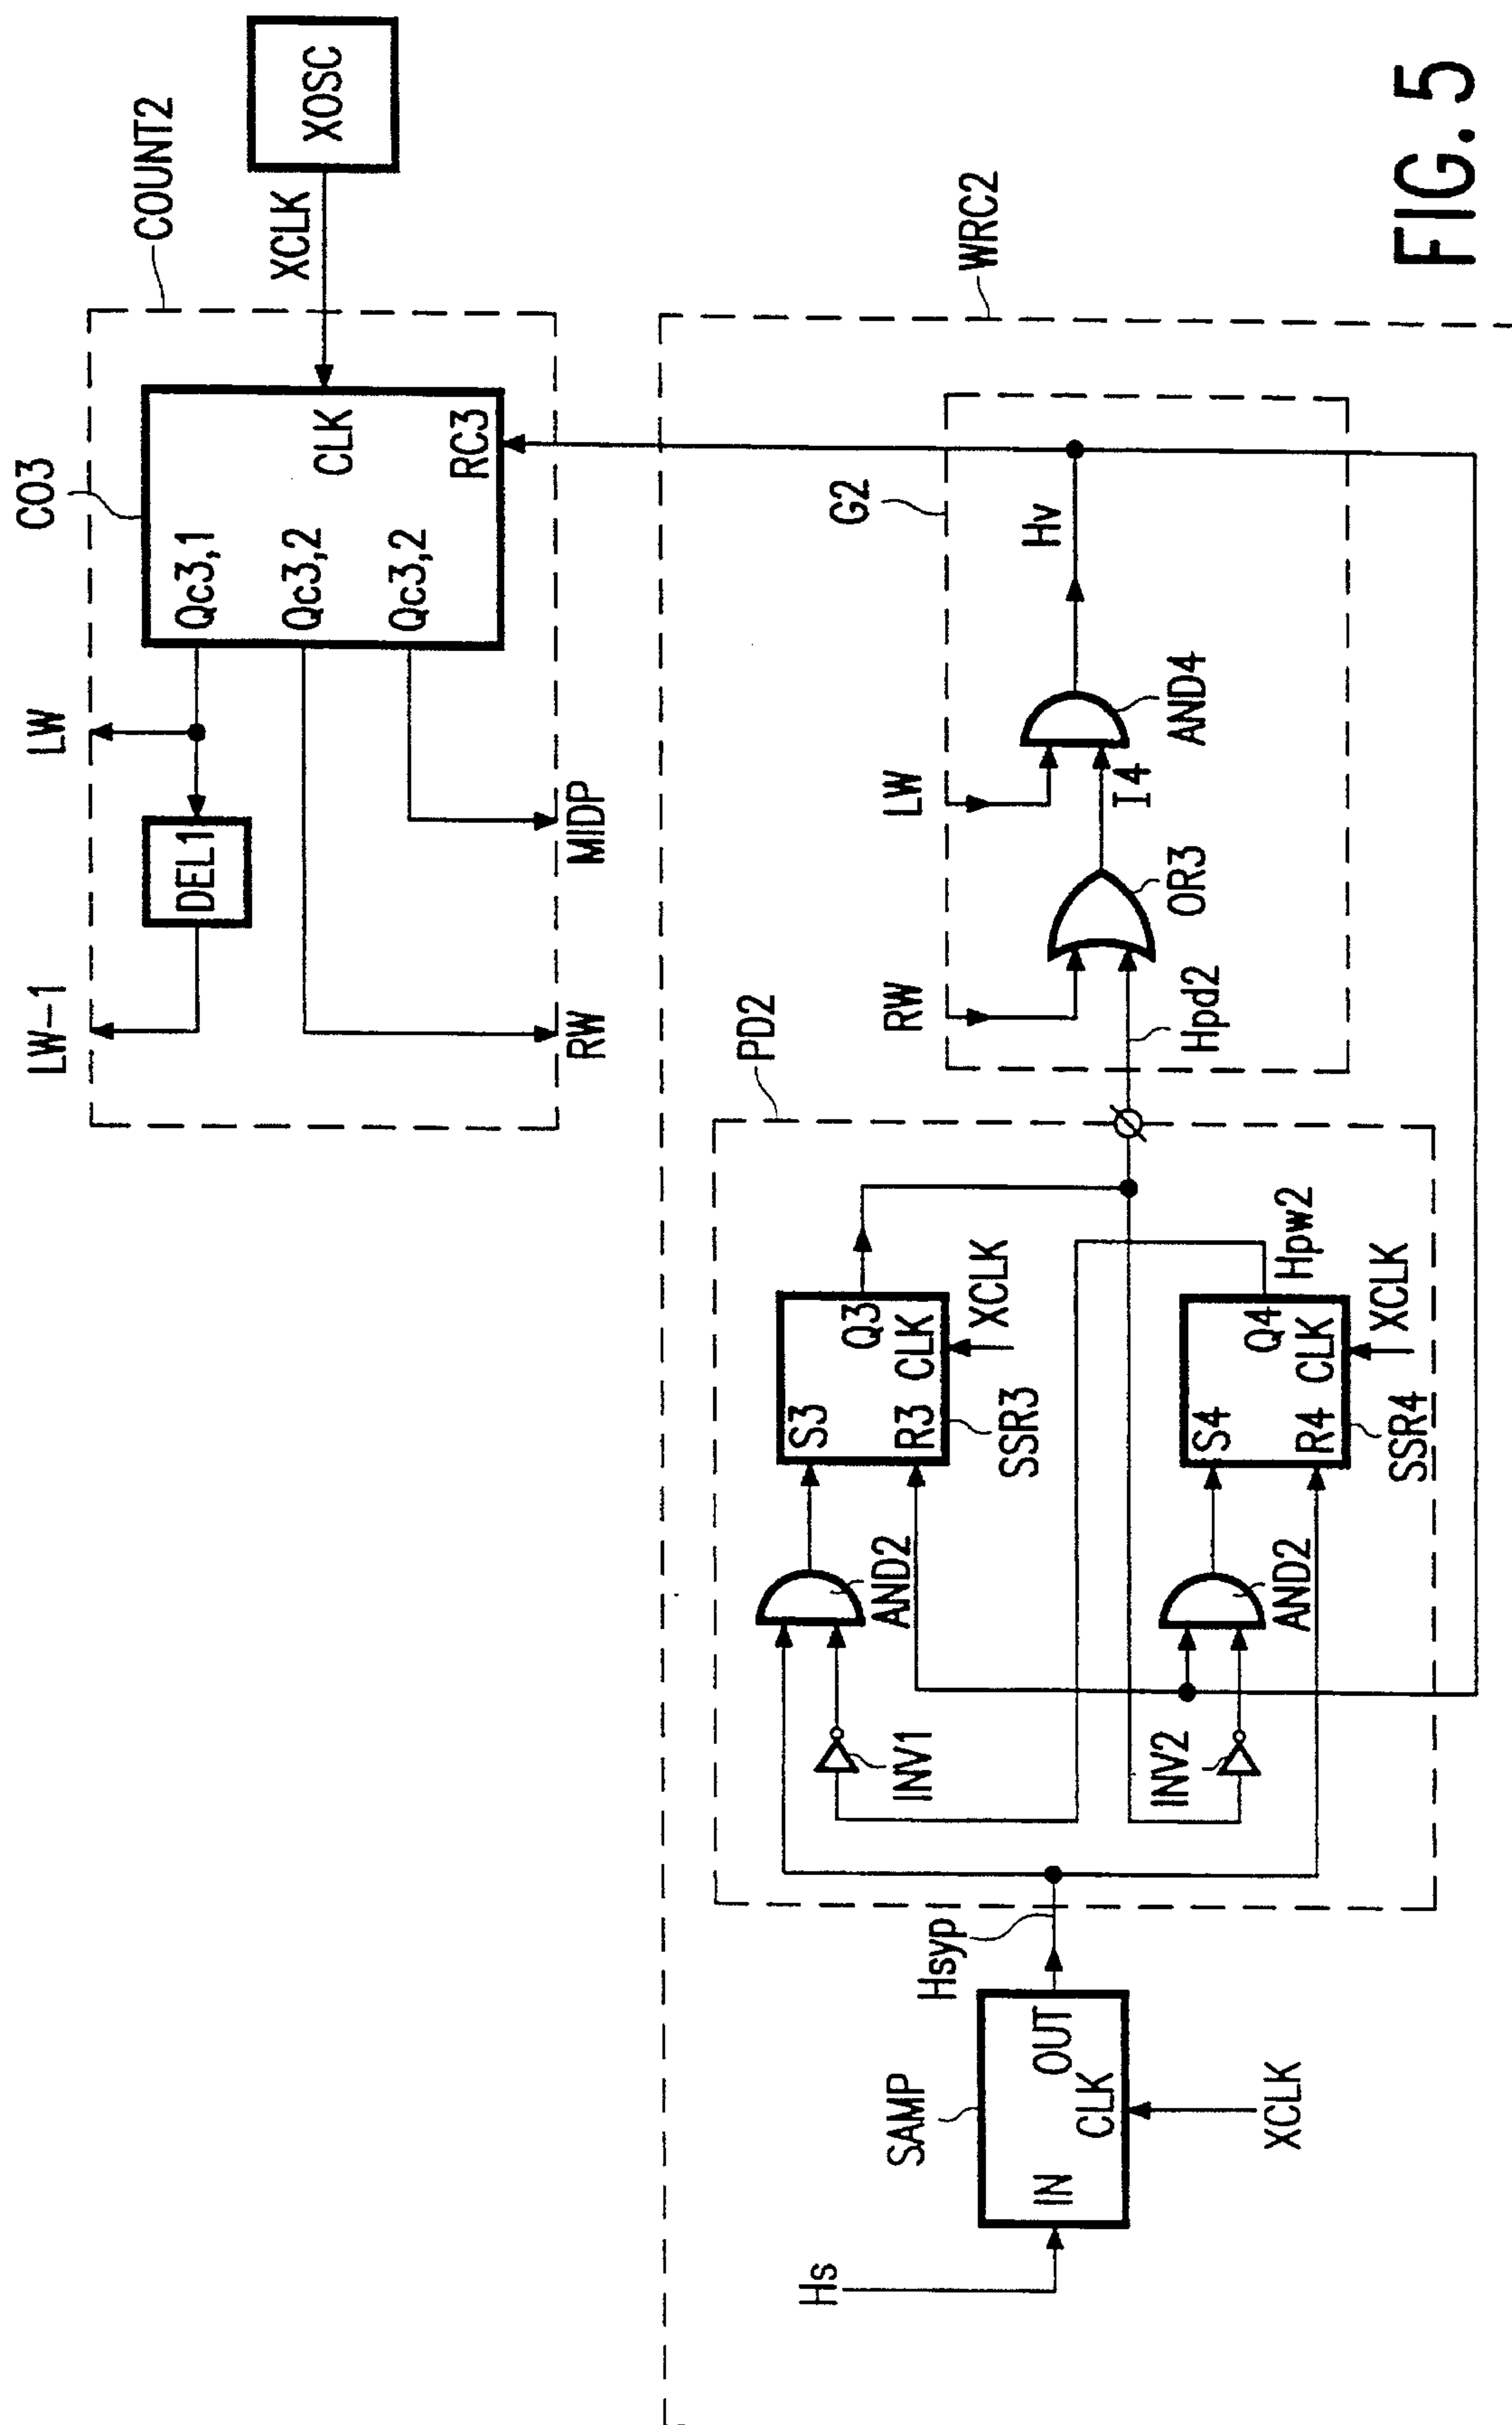 LW-1
LW
CO3
COUNT2
DEL1
Qc3,1
Qc3,2
Qc3,2
CLK
RC3
XCLK
XOSC
RW
MIDP
WRC2
PD2
G2
RW
LW
Hv
I4
AND4
OR3
Hpd2
S3
Q3
R3
CLK
XCLK
SSR3
AND2
INV1
S4
Q4
R4
CLK
Hpw2
XCLK
SSR4
AND2
INV2
Hsyp
SAMP
IN
OUT
CLK
XCLK
Hs
FIG. 5